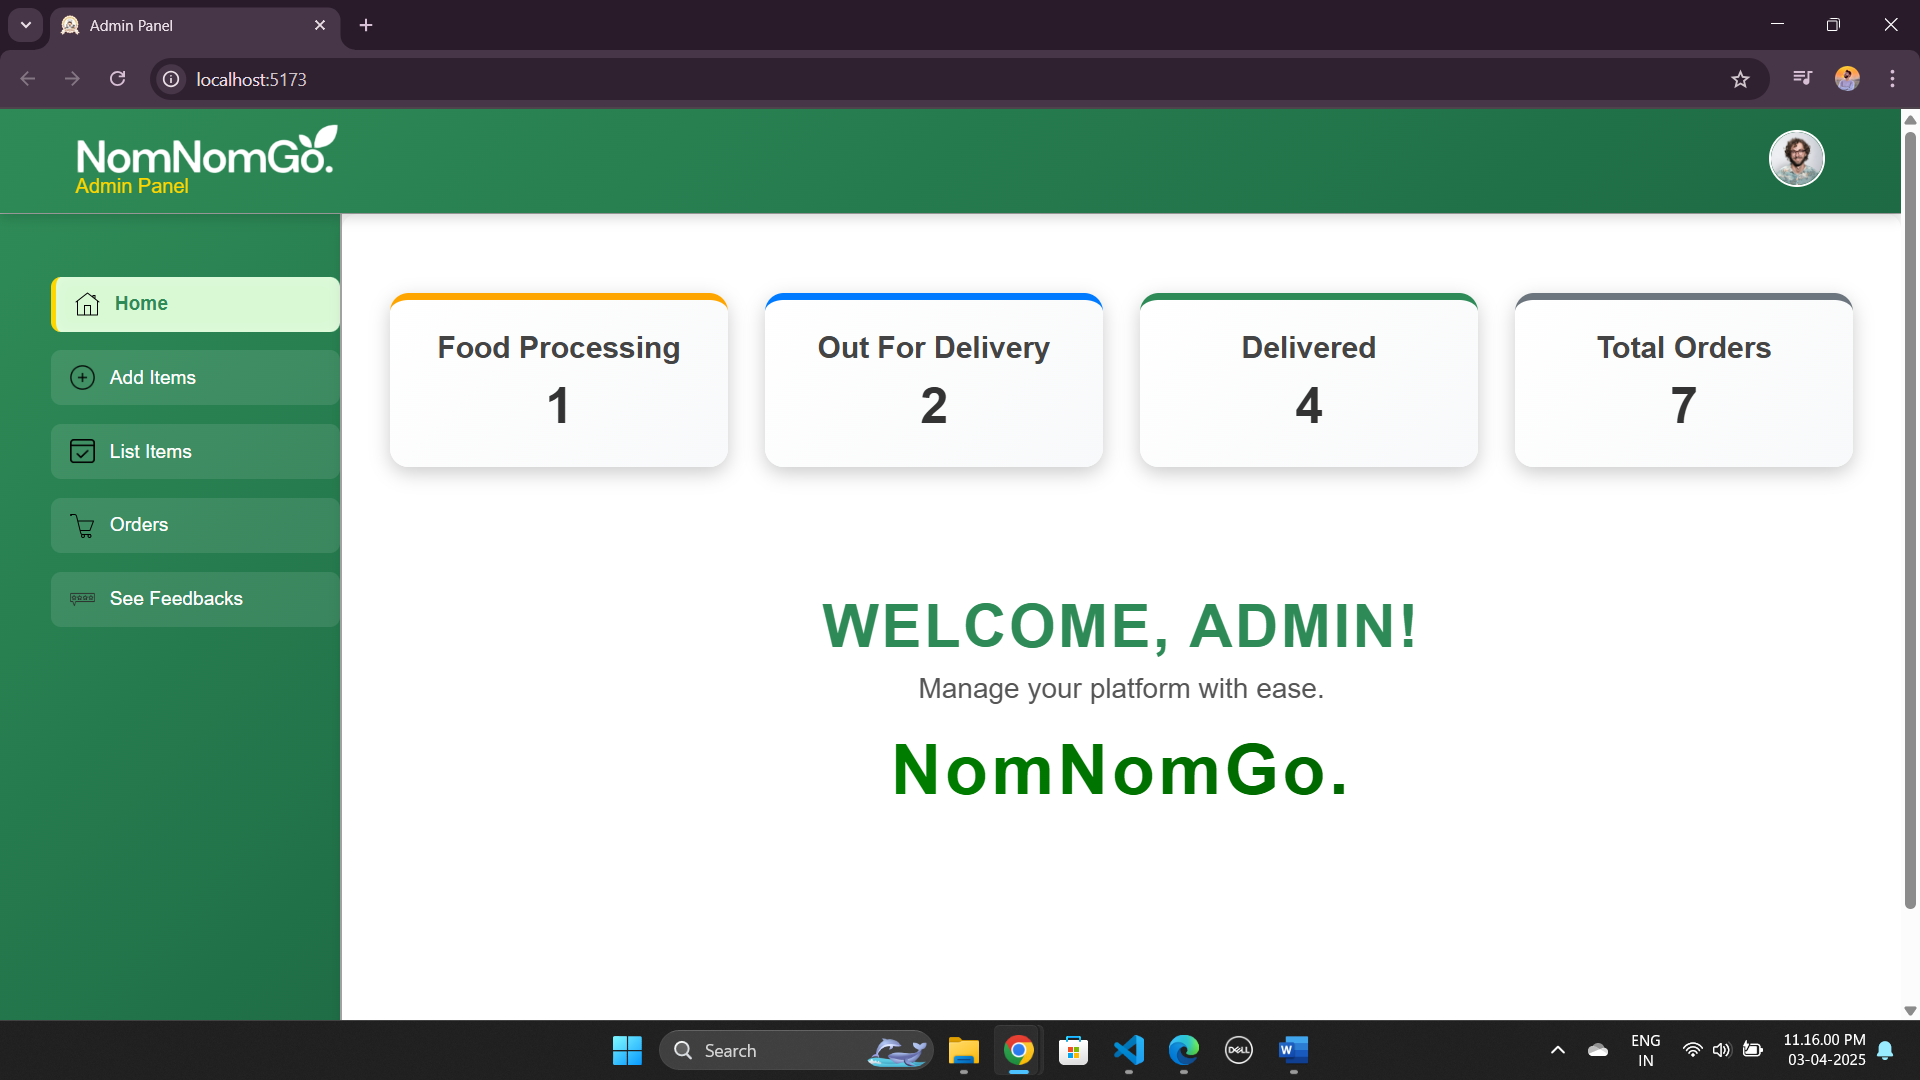 Admin Panel
localhost:5173
NomNomGo.
Admin Panel
Home
Add Items
List Items
Orders
See Feedbacks
Food Processing
1
Out For Delivery
2
Delivered
4
Total Orders
7
WELCOME, ADMIN!
Manage your platform with ease.
NomNomGo.
Search
DELL
W
ENG
IN
11.16.00 PM
03-04-2025